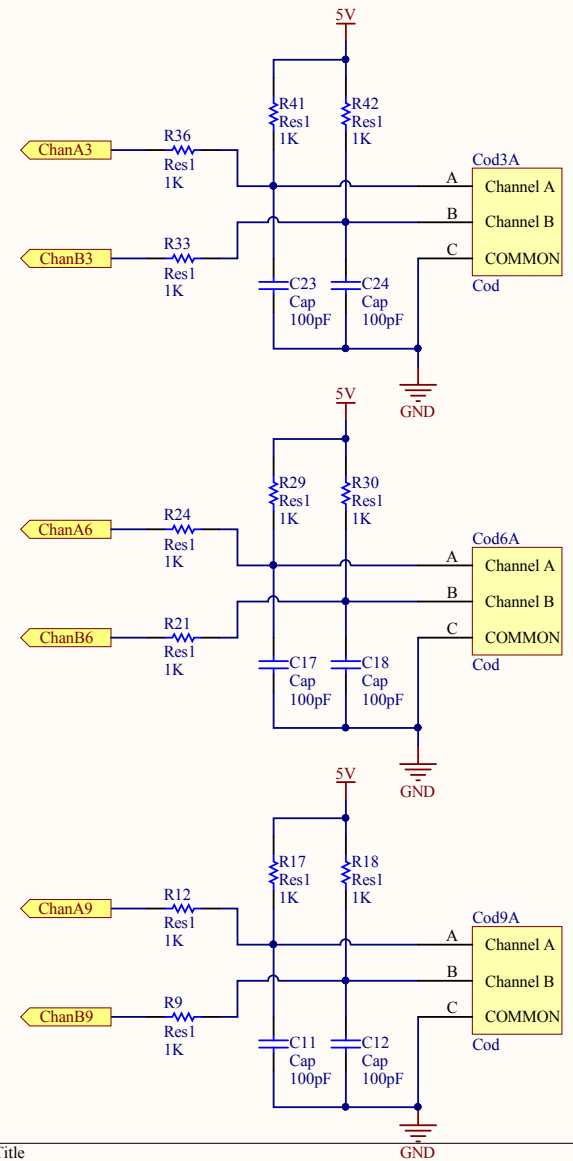 5V
R41
Res1
1K
R42
Res1
1K
ChanA3
R36
Res1
1K
Cod3A
A
Channel A
B
Channel B
ChanB3
R33
Res1
1K
C
COMMON
Cod
C23
Cap
100pF
C24
Cap
100pF
GND
5V
R29
Res1
1K
R30
Res1
1K
ChanA6
R24
Res1
1K
Cod6A
A
Channel A
B
Channel B
ChanB6
R21
Res1
1K
C
COMMON
Cod
C17
Cap
100pF
C18
Cap
100pF
GND
5V
R17
Res1
1K
R18
Res1
1K
ChanA9
R12
Res1
1K
Cod9A
A
Channel A
B
Channel B
ChanB9
R9
Res1
1K
C
COMMON
Cod
C11
Cap
100pF
C12
Cap
100pF
GND
Title